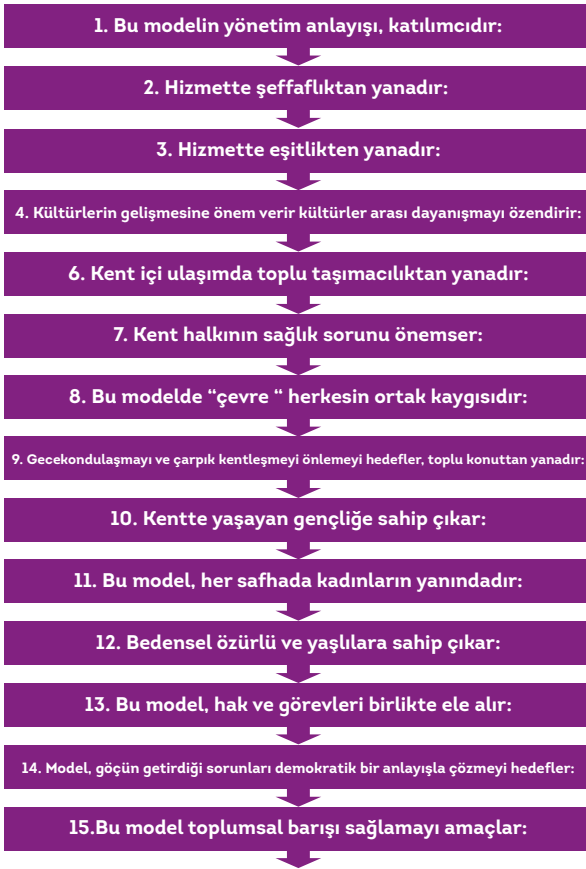 1. Bu modelin yönetim anlayışı, katılımcıdır:
2. Hizmette şeffaflıktan yanadır:
3. Hizmette eşitlikten yanadır:
4. Kültürlerin gelişmesine önem verir kültürler arası dayanışmayı özendirir:
6. Kent içi ulaşımda toplu taşımacılıktan yanadır:
7. Kent halkının sağlık sorunu önemser:
8. Bu modelde “çevre “ herkesin ortak kaygısıdır:
9. Gecekondulaşmayı ve çarpık kentleşmeyi önlemeyi hedefler, toplu konuttan yanadır:
10. Kentte yaşayan gençliğe sahip çıkar:
11. Bu model, her safhada kadınların yanındadır:
12. Bedensel özürlü ve yaşlılara sahip çıkar:
13. Bu model, hak ve görevleri birlikte ele alır:
14. Model, göçün getirdiği sorunları demokratik bir anlayışla çözmeyi hedefler:
15.Bu model toplumsal barışı sağlamayı amaçlar: